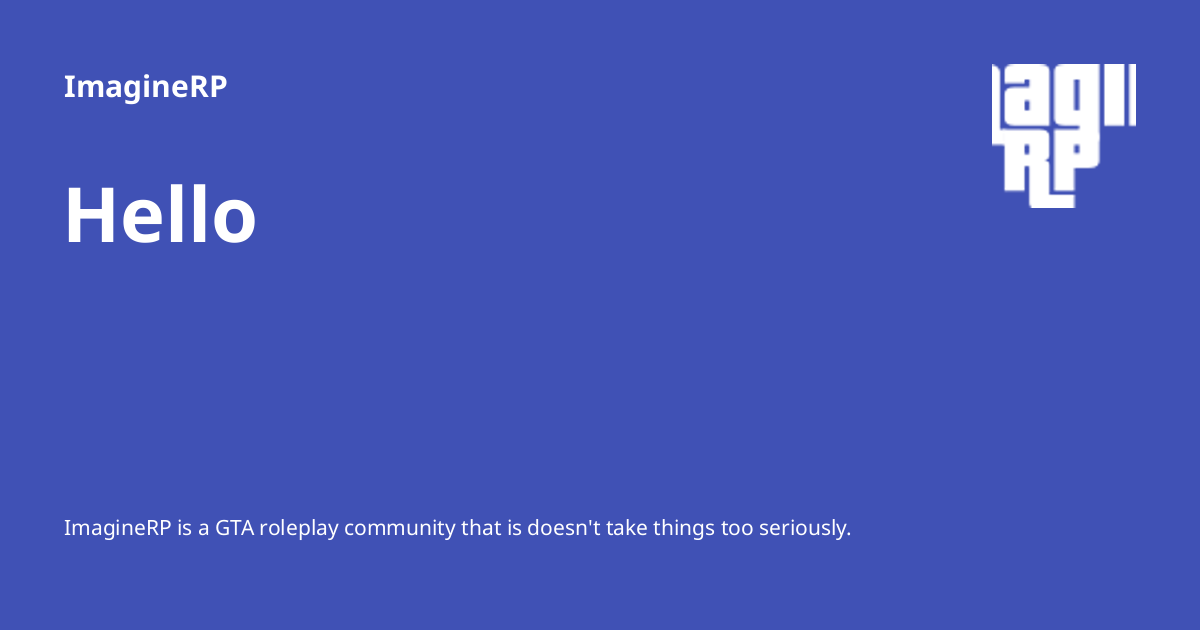 ImagineRP
agi
RP
Hello
ImagineRP is a GTA roleplay community that is doesn't take things too seriously.